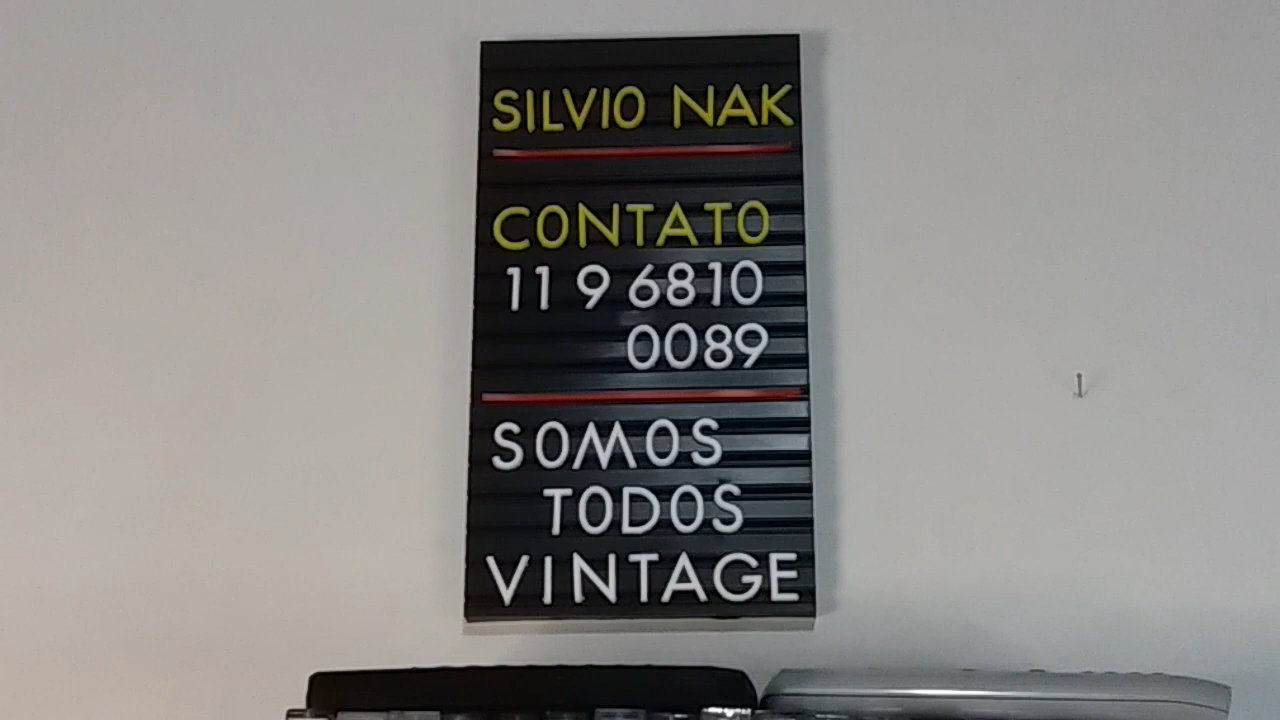 SILVIO NAK
CONTATO
11 9 6810
0089
SOMOS
TODOS
VINTAGE